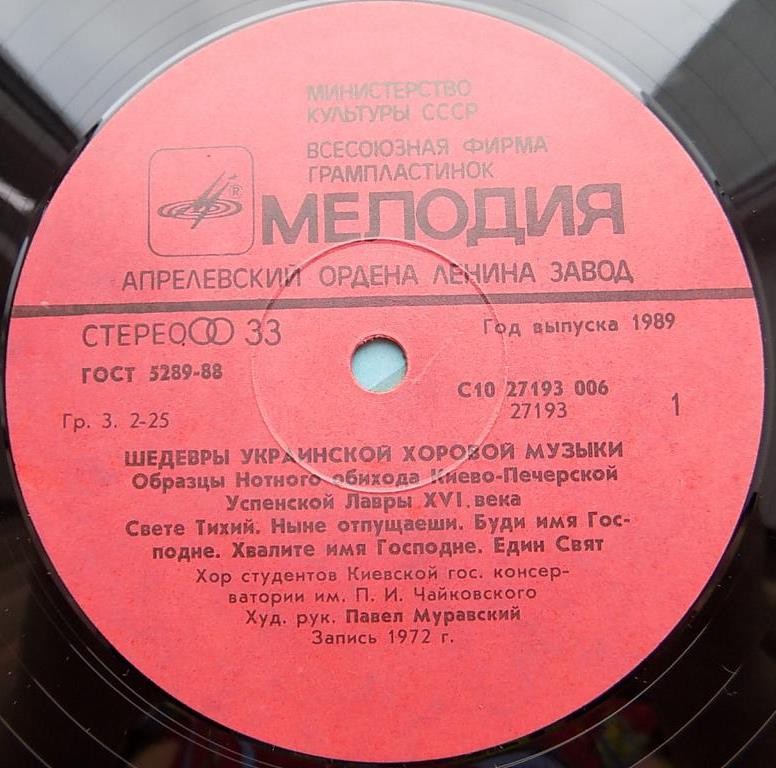 МИНИСТЕРСТВО
КУЛЬТУРЫ СССР
ВСЕСОЮЗНАЯ ФИРМА
ГРАМПЛАСТИНОК
®
МЕЛОДИЯ
АПРЕЛЕВСКИЙ ОРДЕНА ЛЕНИНА ЗАВОД
СТЕРЕО 33
Год выпуска 1989
ГОСТ 5289-88
С10 27193 006
Гр. 3. 2-25
27193
1
ШЕДЕВРЫ УКРАИНСКОЙ ХОРОВОЙ МУЗЫКИ
Образцы Нотного обихода Киево-Печерской
Успенской Лавры XVI века
Свете Тихий. Ныне отпущаеши. Буди имя Гос-
подне. Хвалите имя Господне. Един Свят
Хор студентов Киевской гос. консер-
ватории им. П. И. Чайковского
Худ. рук. Павел Муравский
Запись 1972 г.